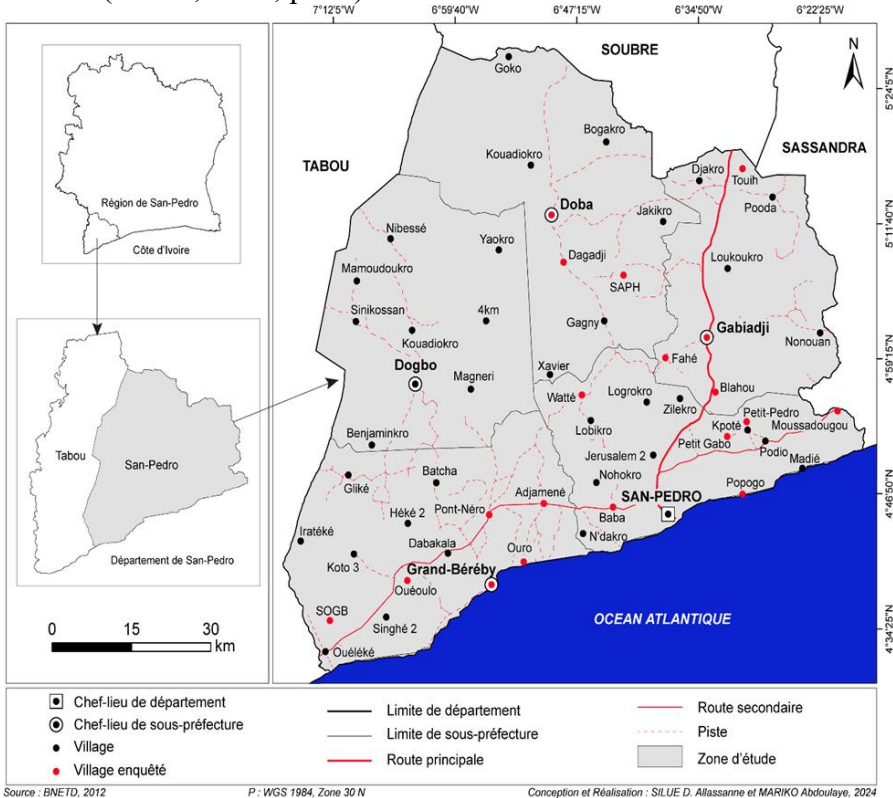 7°12'5"W
6°59'40"W
6°47'15"W
6°34'50"W
6°22'25"W
SOUBRE
N
Goko
5°24'5"N
Bogakro
Kouadiokro
TABOU
SASSANDRA
Djakro
Touih
Pooda
Région de San-Pedro
Côte d'Ivoire
Doba
Jakikro
5°11'40"N
Nibessé
Yaokro
Dagadji
SAPH
Loukoukro
Mamoudoukro
Sinikossan
4km
Gagny
Kouadiokro
Gabiadji
Nonouan
Dogbo
Magneri
Xavier
Fahé
4°59'15"N
Watté
Logrokro
Zilekro
Blahou
Petit-Pedro
Kpoté
Moussadougou
Lobikro
Petit Gabo
Podio
Benjaminkro
Jerusalem 2
Madié
Tabou
San-Pedro
Département de San-Pedro
Gliké
Batcha
Nohokro
SAN-PEDRO
Popogo
4°46'50"N
Héké 2
Pont-Néro
Adjamené
Baba
Iratéké
N'dakro
Koto 3
Dabakala
Ouro
Grand-Béréby
Ouéoulo
SOGB
Singhé 2
Ouéléké
OCEAN ATLANTIQUE
4°34'25"N
0 15 30
km
Chef-lieu de département
Chef-lieu de sous-préfecture
Village
Village enquêté
Limite de département
Limite de sous-préfecture
Route principale
Route secondaire
Piste
Zone d'étude
Source : BNETD, 2012
P : WGS 1984, Zone 30 N
Conception et Réalisation : SILUE D. Allassanne et MARIKO Abdoulaye, 2024